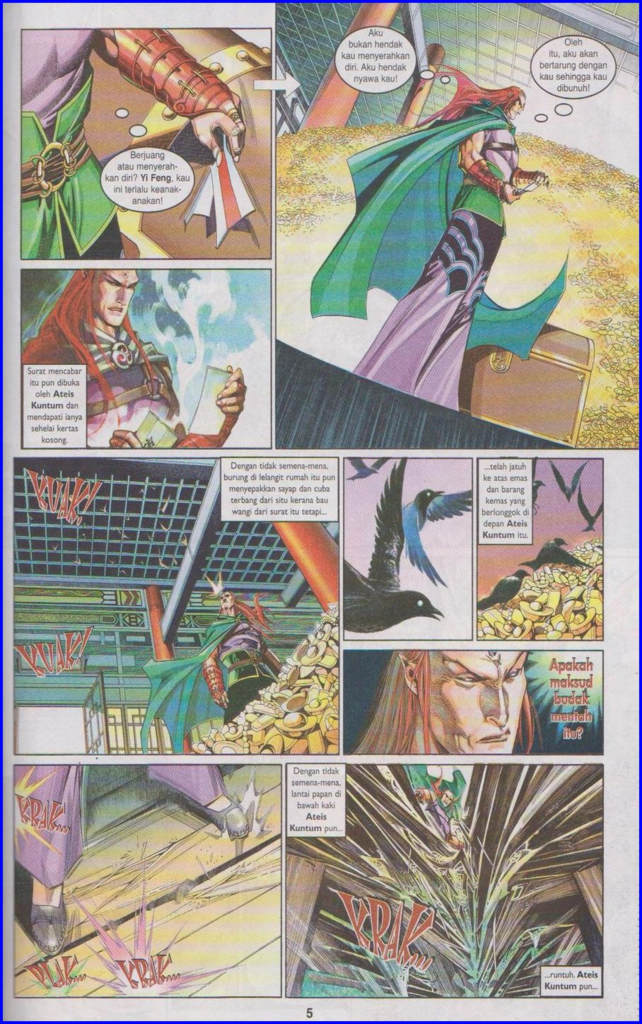 Berjuang
atau menyerah-
kan diri? Yi Feng, kau
ini terlalu keanak-
anakan!
Aku
bukan hendak
kau menyerahkan
diri. Aku hendak
nyawa kau!
Oleh
itu, aku akan
bertarung dengan
kau sehingga kau
dibunuh!
Surat mencabar
itu pun dibuka
oleh Ateis
Kuntum dan
mendapati ianya
sehelai kertas
kosong.
KUAK!
KUAK!
KUAK!
Dengan tidak semena-mena,
burung di lelangit rumah itu pun
menyepakkan sayap dan cuba
terbang dari situ kerana bau
wangi dari surat itu tetapi...
...telah jatuh
ke atas emas
dan barang
kemas yang
berlonggok di
depan Ateis
Kuntum itu.
Apakah
maksud
budak
mentah
itu?
KRAK...
KRAK...
Dengan tidak
semena-mena,
lantai papan di
bawah kaki
Ateis
Kuntum pun...
KRAK...
...runtuh. Ateis
Kuntum pun...
5